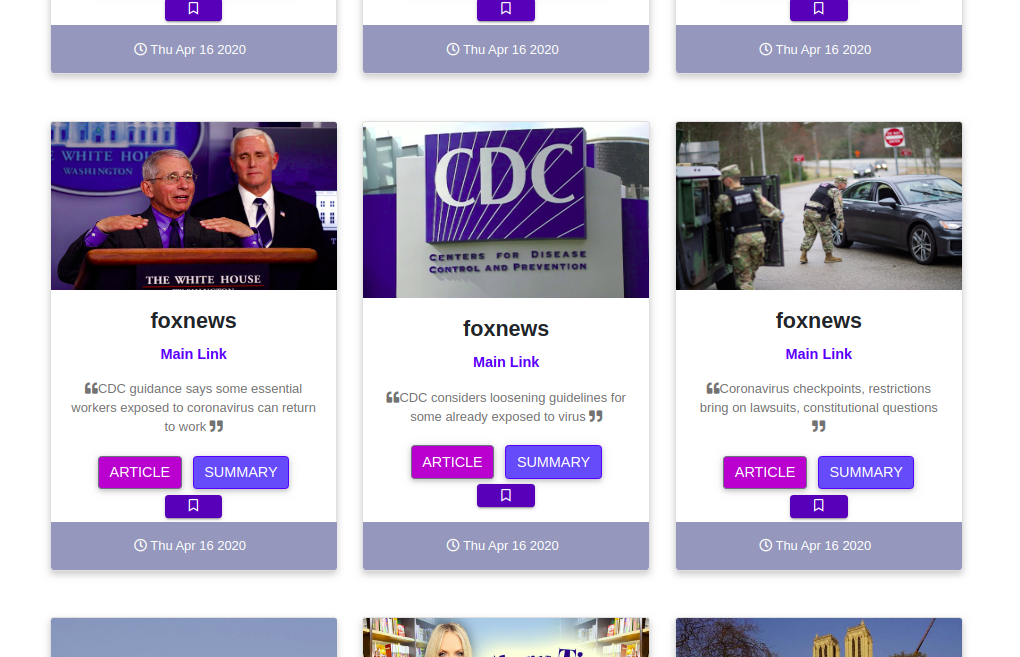 Thu Apr 16 2020
Thu Apr 16 2020
Thu Apr 16 2020
THE WHITE HOUSE
WASHINGTON
THE WHITE HOUSE
foxnews
Main Link
❝CDC guidance says some essential
workers exposed to coronavirus can return
to work ❞
ARTICLE
SUMMARY
Thu Apr 16 2020
CDC
CENTERS FOR DISEASE
CONTROL AND PREVENTION
foxnews
Main Link
❝CDC considers loosening guidelines for
some already exposed to virus ❞
ARTICLE
SUMMARY
Thu Apr 16 2020
foxnews
Main Link
❝Coronavirus checkpoints, restrictions
bring on lawsuits, constitutional questions
❞
ARTICLE
SUMMARY
Thu Apr 16 2020